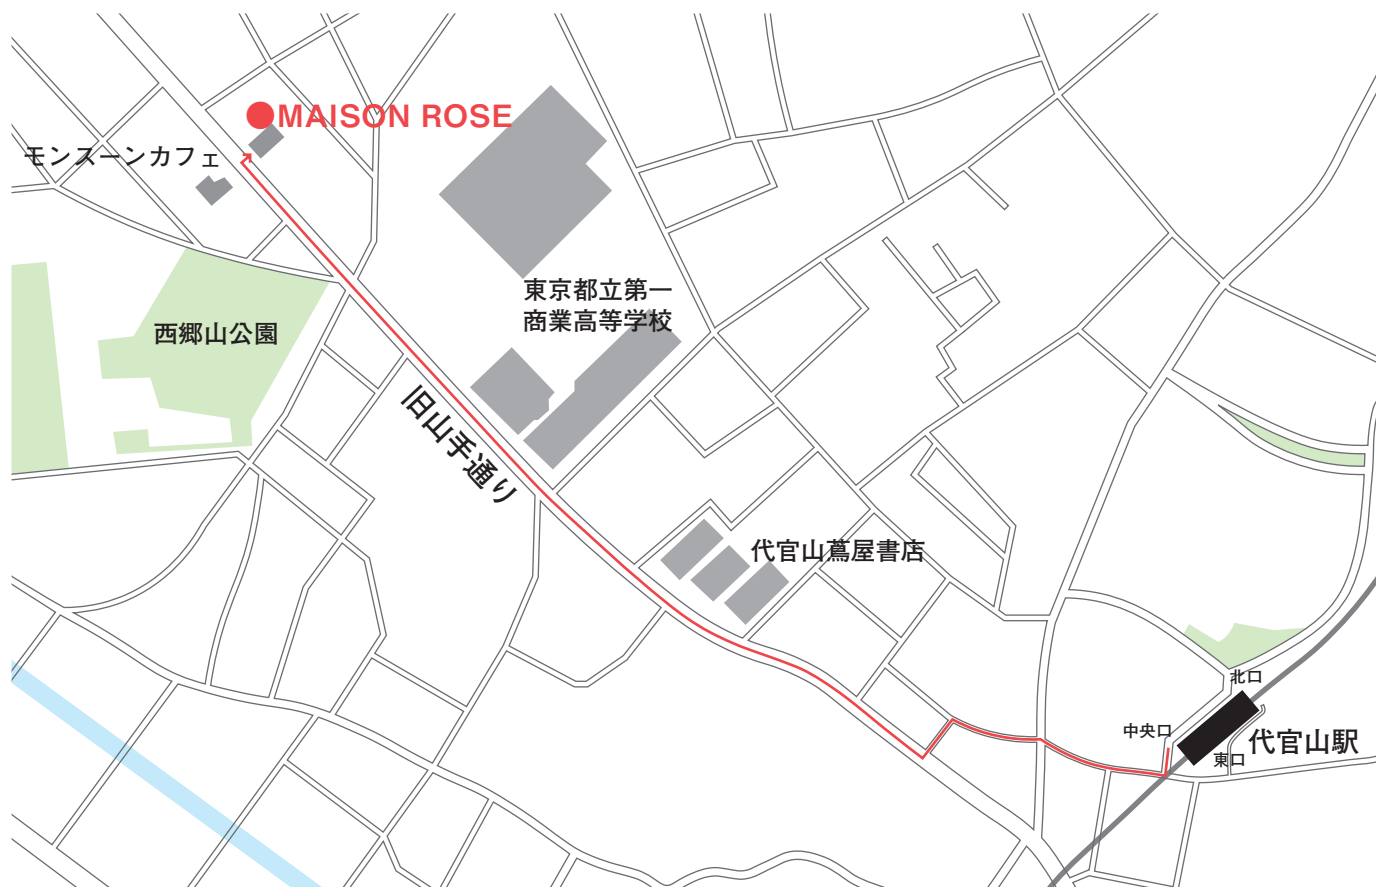 MAISON ROSE
モンスーンカフェ
東京都立第一
商業高等学校
西郷山公園
旧山手通り
代官山蔦屋書店
北口
中央口
代官山駅
東口